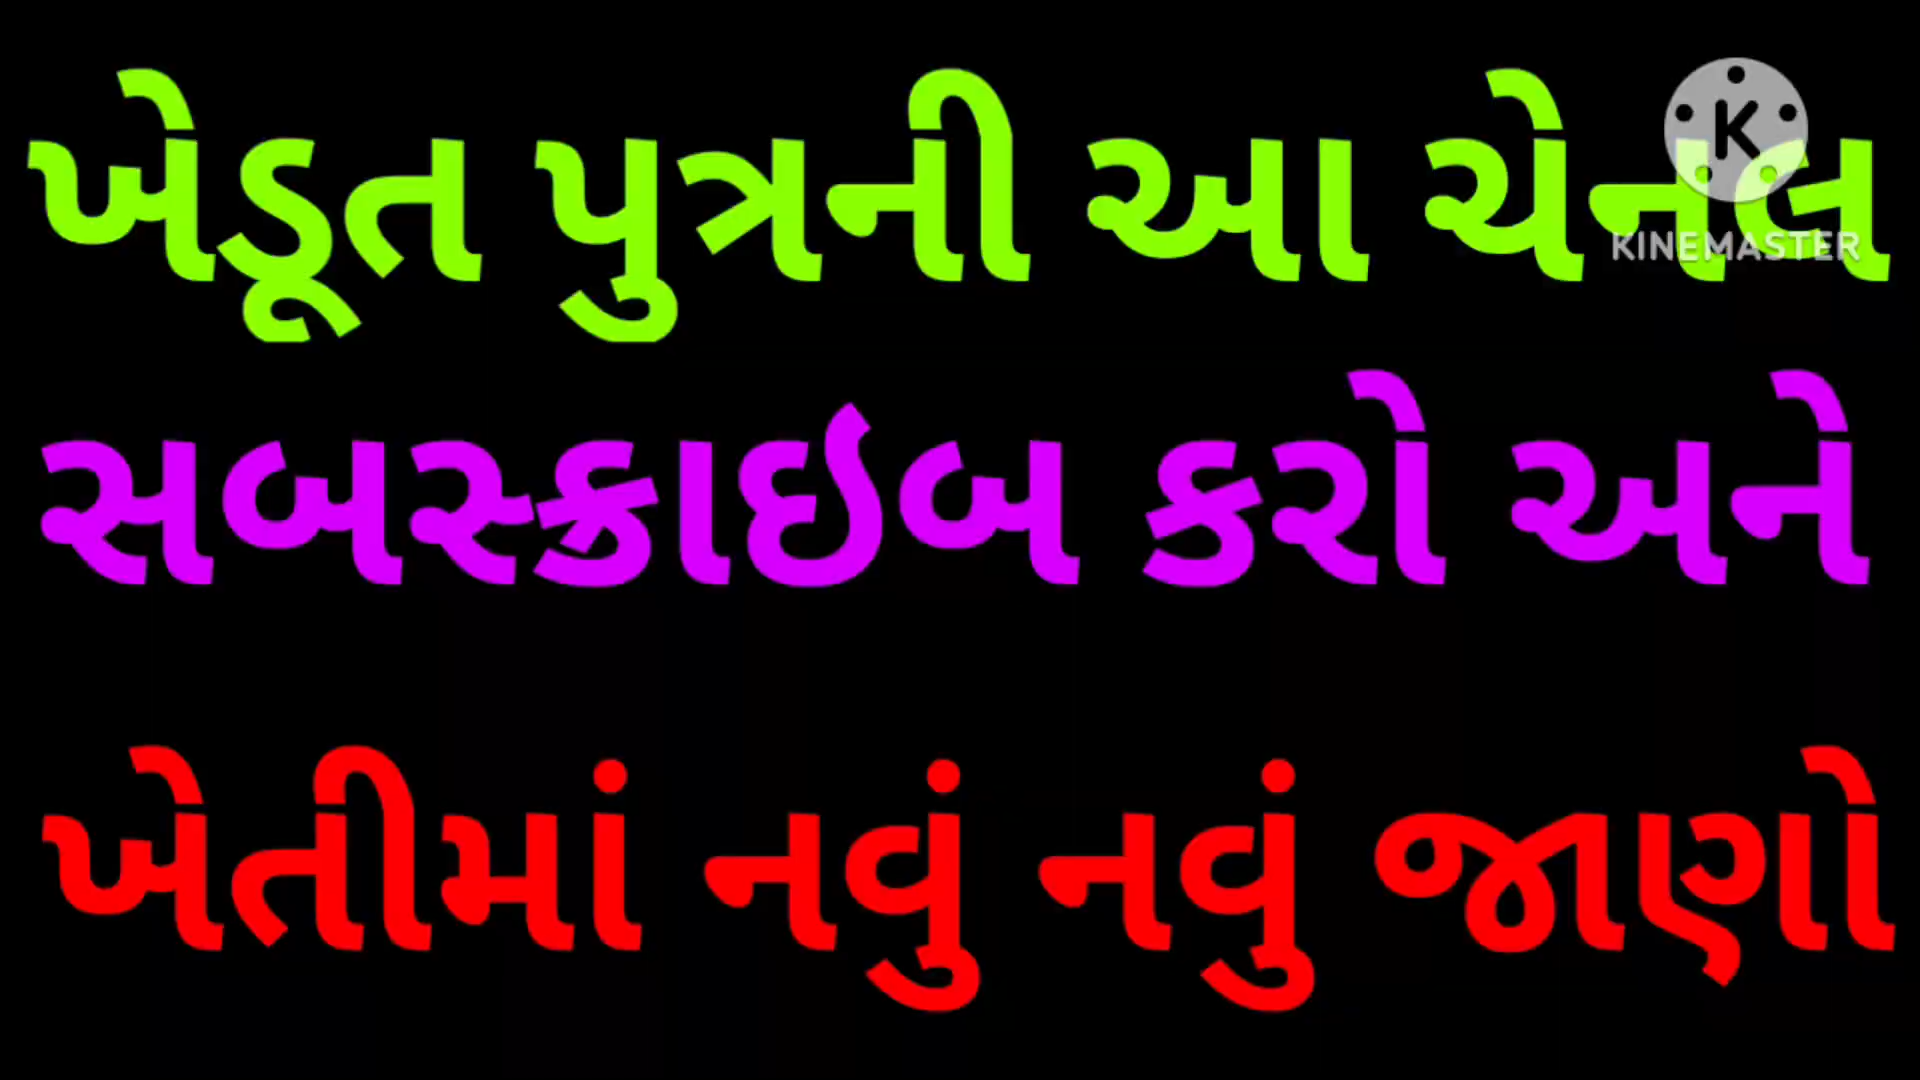 ખેડૂત પુત્રની આ ચેનલ
KINEMASTER
સબસ્ક્રાઇબ કરો અને
ખેતીમાં નવું નવું જાણો